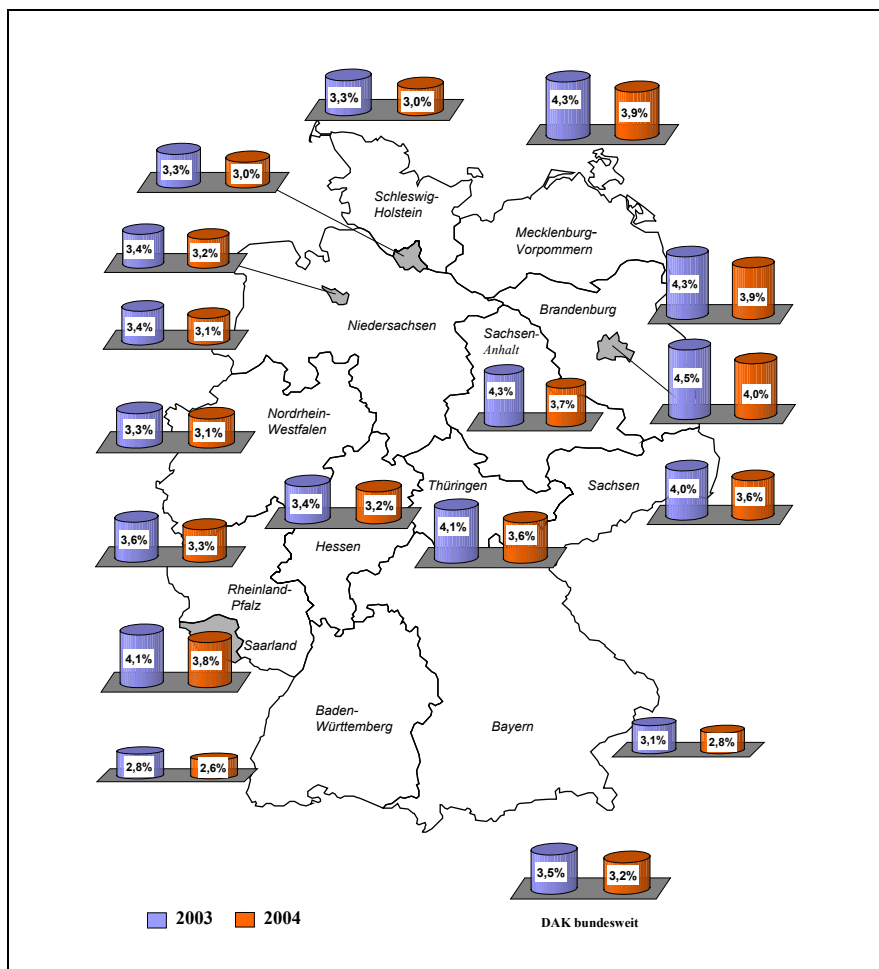 3,3% 3,0%
4,3% 3,9%
3,3% 3,0%
Schleswig-
Holstein
Mecklenburg-
Vorpommern
3,4% 3,2%
4,3% 3,9%
Brandenburg
3,4% 3,1%
Niedersachsen
Sachsen-
Anhalt
4,3% 3,7%
4,5% 4,0%
Nordrhein-
Westfalen
3,3% 3,1%
Thüringen
Sachsen
4,0% 3,6%
3,4% 3,2%
Hessen
4,1% 3,6%
3,6% 3,3%
Rheinland-
Pfalz
Saarland
4,1% 3,8%
Baden-
Württemberg
Bayern
3,1% 2,8%
2,8% 2,6%
3,5% 3,2%
2003 2004
DAK bundesweit